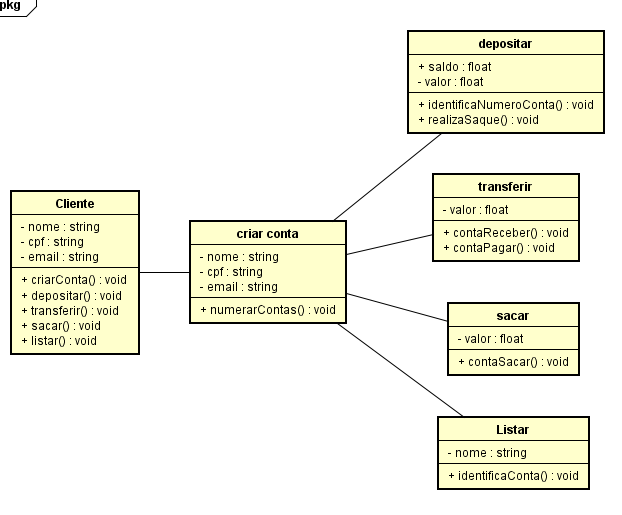 pkg
depositar
+ saldo : float
- valor : float
+ identificaNumeroConta() : void
+ realizaSaque() : void
transferir
- valor : float
+ contaReceber() : void
+ contaPagar() : void
Cliente
- nome : string
- cpf : string
- email : string
+ criarConta() : void
+ depositar() : void
+ transferir() : void
+ sacar() : void
+ listar() : void
criar conta
- nome : string
- cpf : string
- email : string
+ numerarContas() : void
sacar
- valor : float
+ contaSacar() : void
Listar
- nome : string
+ identificaConta() : void